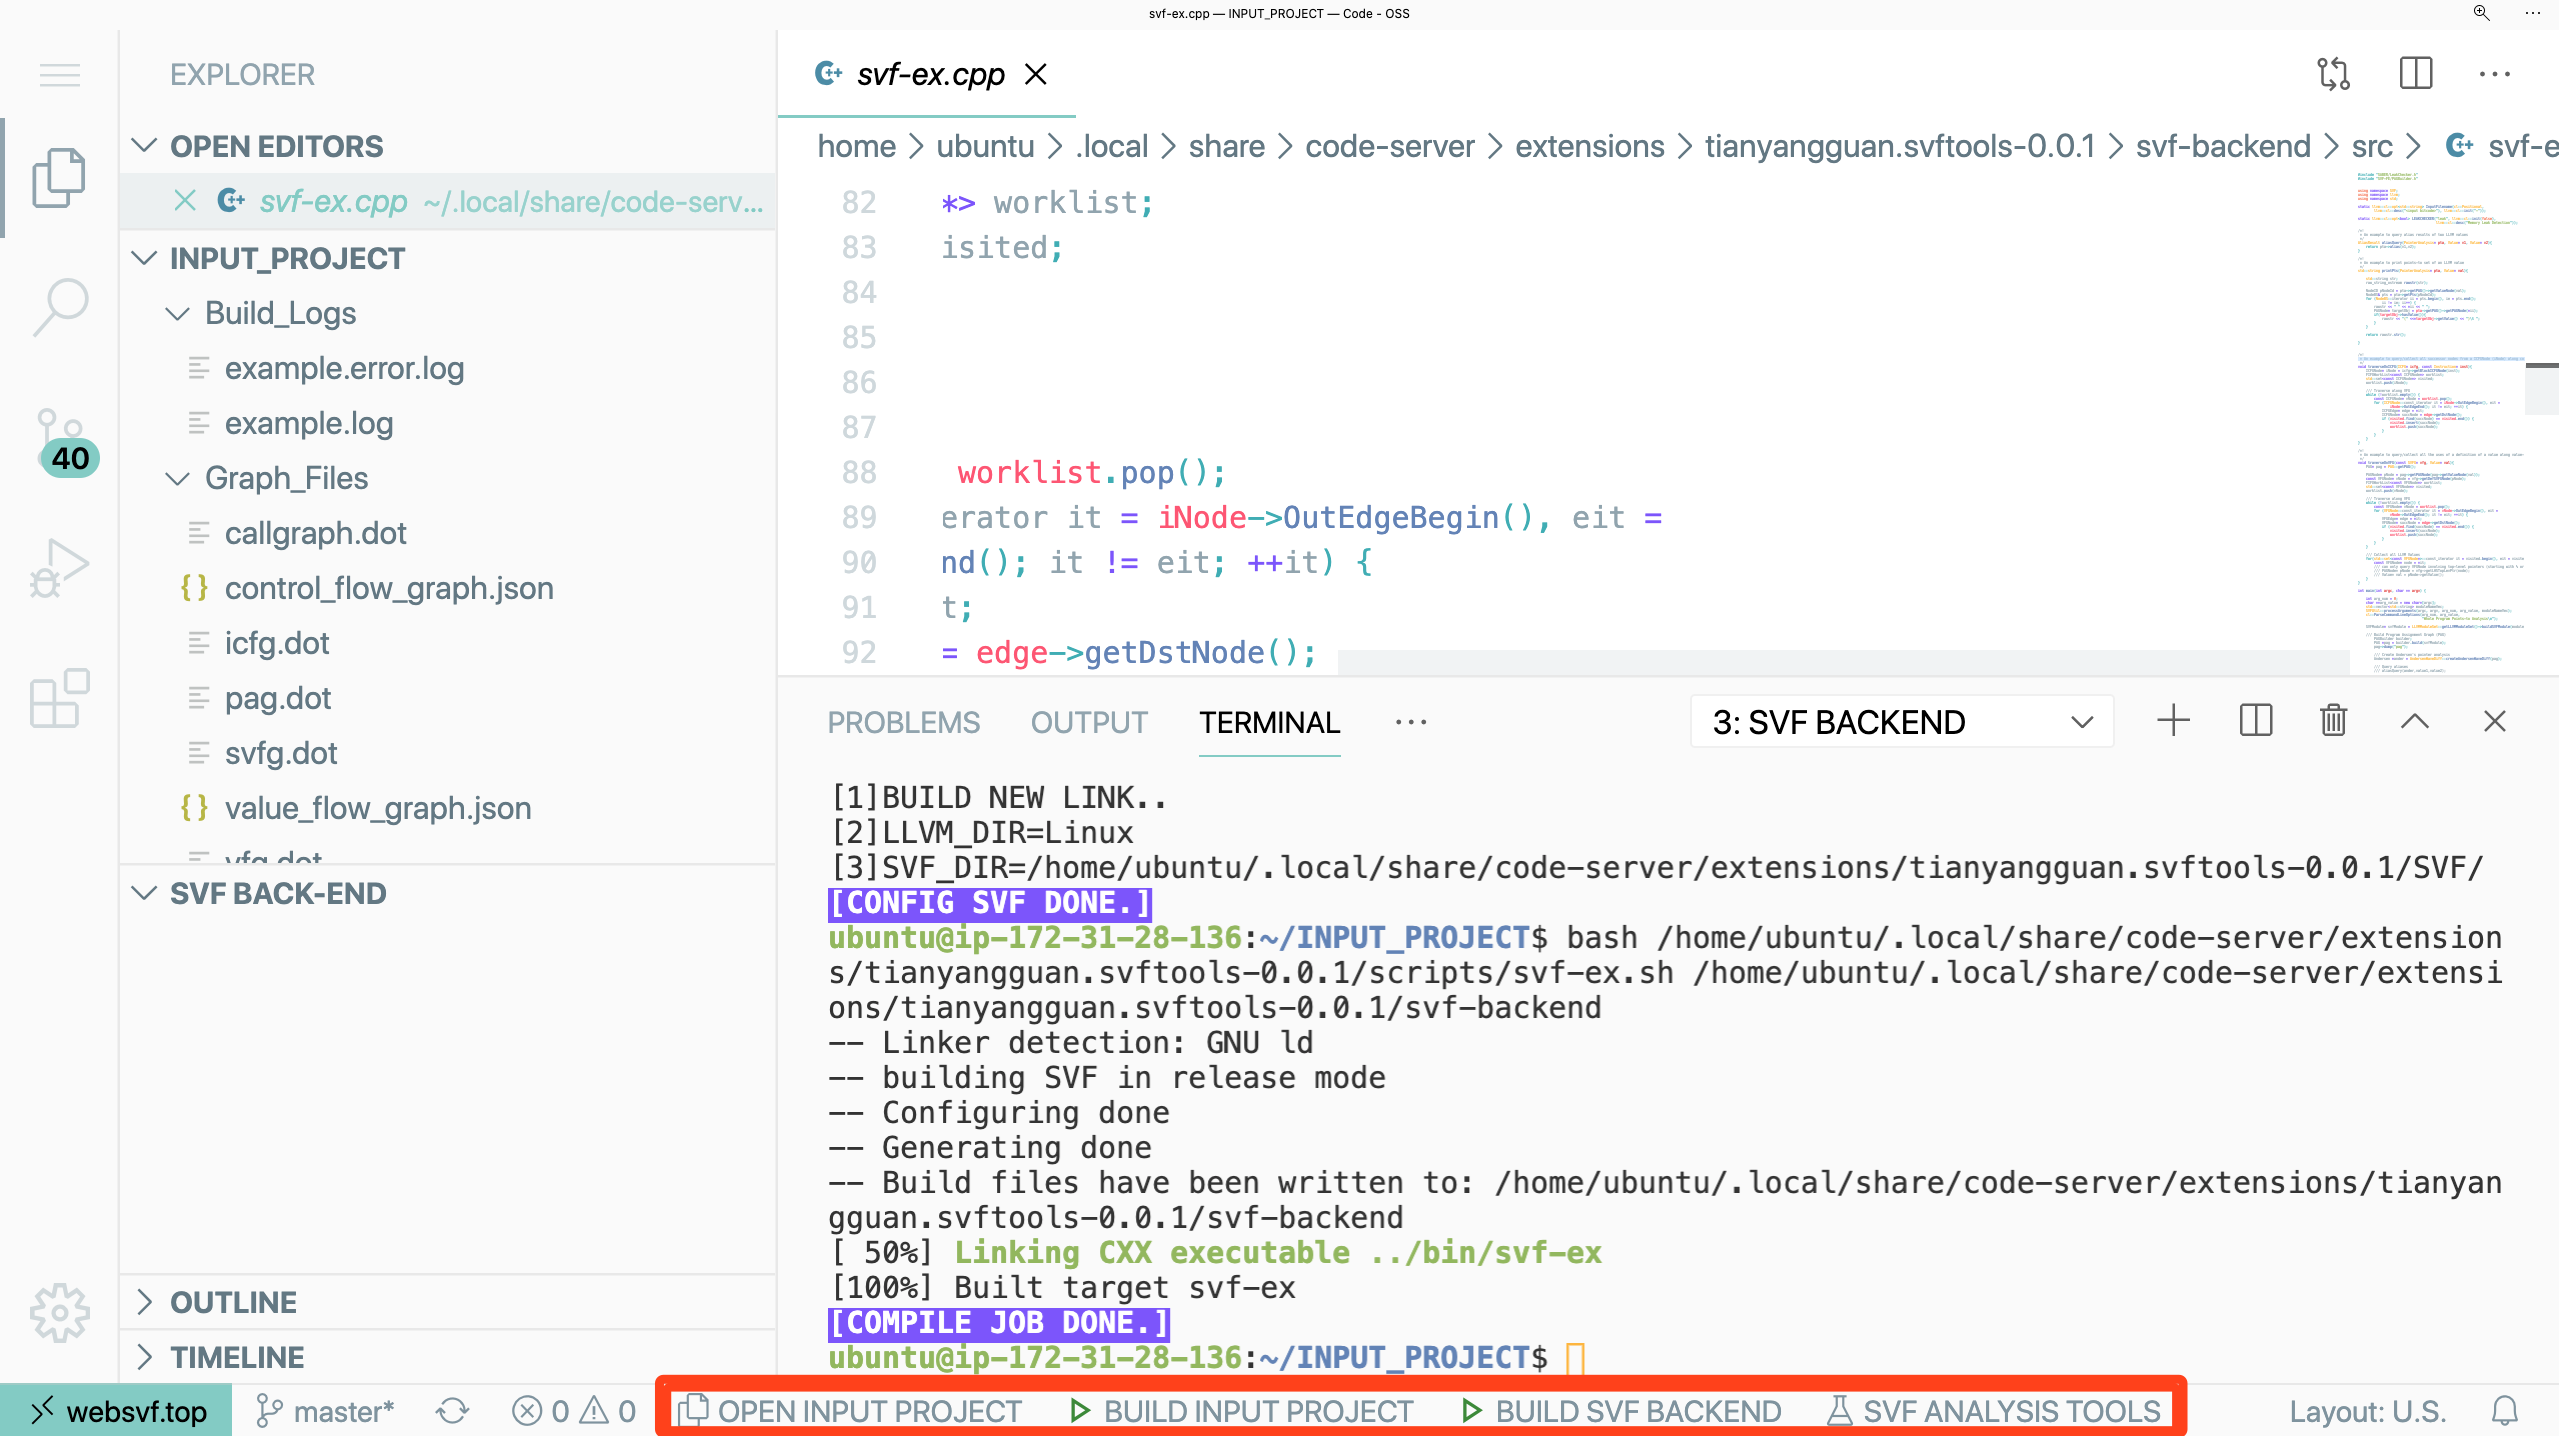 svf-ex.cpp — INPUT_PROJECT — Code - OSS
EXPLORER
OPEN EDITORS
svf-ex.cpp ~/.local/share/code-serv...
INPUT_PROJECT
Build_Logs
example.error.log
example.log
40
Graph_Files
callgraph.dot
control_flow_graph.json
icfg.dot
pag.dot
svfg.dot
value_flow_graph.json
vfg.dot
SVF BACK-END
OUTLINE
TIMELINE
svf-ex.cpp
home > ubuntu > .local > share > code-server > extensions > tianyangguan.svftools-0.0.1 > svf-backend > src > svf-e
82 *> worklist;
83 isited;
84
85
86
87
88 worklist.pop();
89 erator it = iNode->OutEdgeBegin(), eit =
90 nd(); it != eit; ++it) {
91 t;
92 = edge->getDstNode();
PROBLEMS OUTPUT TERMINAL ... 3: SVF BACKEND
[1]BUILD NEW LINK..
[2]LLVM_DIR=Linux
[3]SVF_DIR=/home/ubuntu/.local/share/code-server/extensions/tianyangguan.svftools-0.0.1/SVF/
[CONFIG SVF DONE.]
ubuntu@ip-172-31-28-136:~/INPUT_PROJECT$ bash /home/ubuntu/.local/share/code-server/extension
s/tianyangguan.svftools-0.0.1/scripts/svf-ex.sh /home/ubuntu/.local/share/code-server/extensi
ons/tianyangguan.svftools-0.0.1/svf-backend
-- Linker detection: GNU ld
-- building SVF in release mode
-- Configuring done
-- Generating done
-- Build files have been written to: /home/ubuntu/.local/share/code-server/extensions/tianyan
gguan.svftools-0.0.1/svf-backend
[ 50%] Linking CXX executable ../bin/svf-ex
[100%] Built target svf-ex
[COMPILE JOB DONE.]
ubuntu@ip-172-31-28-136:~/INPUT_PROJECT$
websvf.top master* 0 0 OPEN INPUT PROJECT BUILD INPUT PROJECT BUILD SVF BACKEND SVF ANALYSIS TOOLS Layout: U.S.